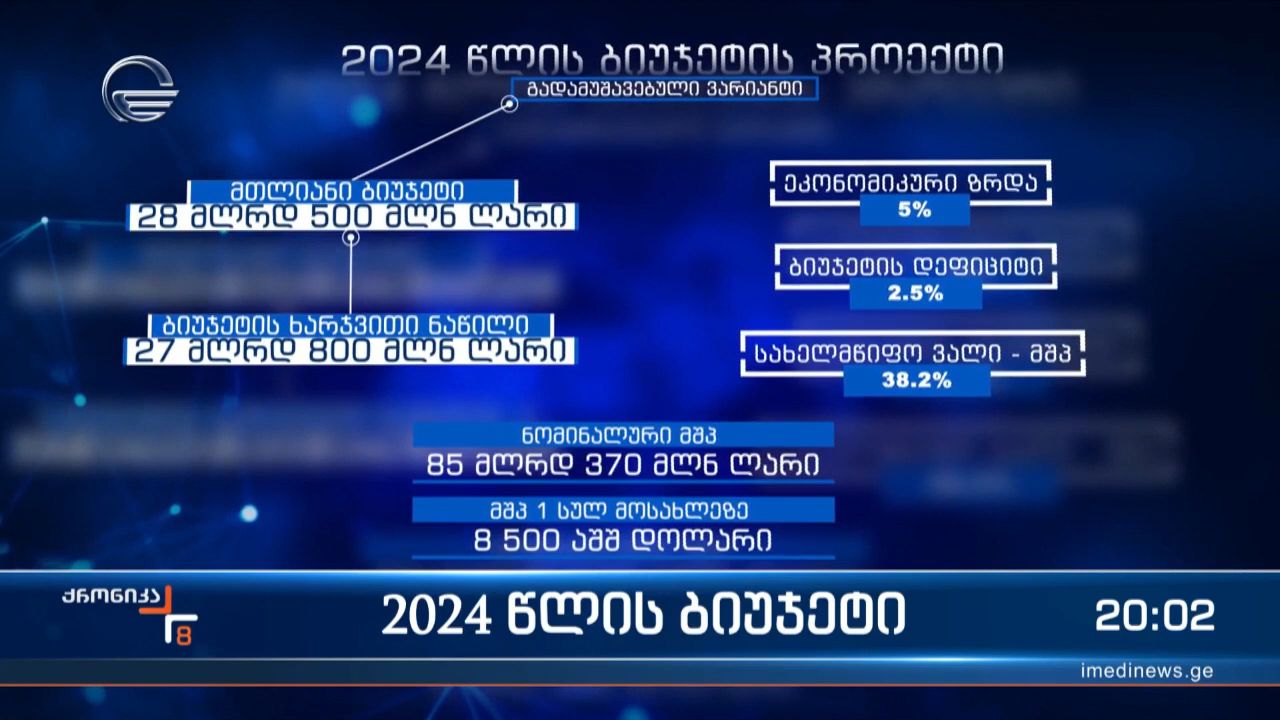 2024 წლის ბიუჯეტის პროექტი
გადამუშავებული ვარიანტი
მთლიანი ბიუჯეტი
28 მლრდ 500 მლნ ლარი
ბიუჯეტის ხარჯვითი ნაწილი
27 მლრდ 800 მლნ ლარი
ეკონომიკური ზრდა
5%
ბიუჯეტის დეფიციტი
2.5%
სახელმწიფო ვალი - მშპ
38.2%
ნომინალური მშპ
85 მლრდ 370 მლნ ლარი
მშპ 1 სულ მოსახლეზე
8 500 აშშ დოლარი
ქრონიკა
8
2024 წლის ბიუჯეტი
20:02
imedinews.ge